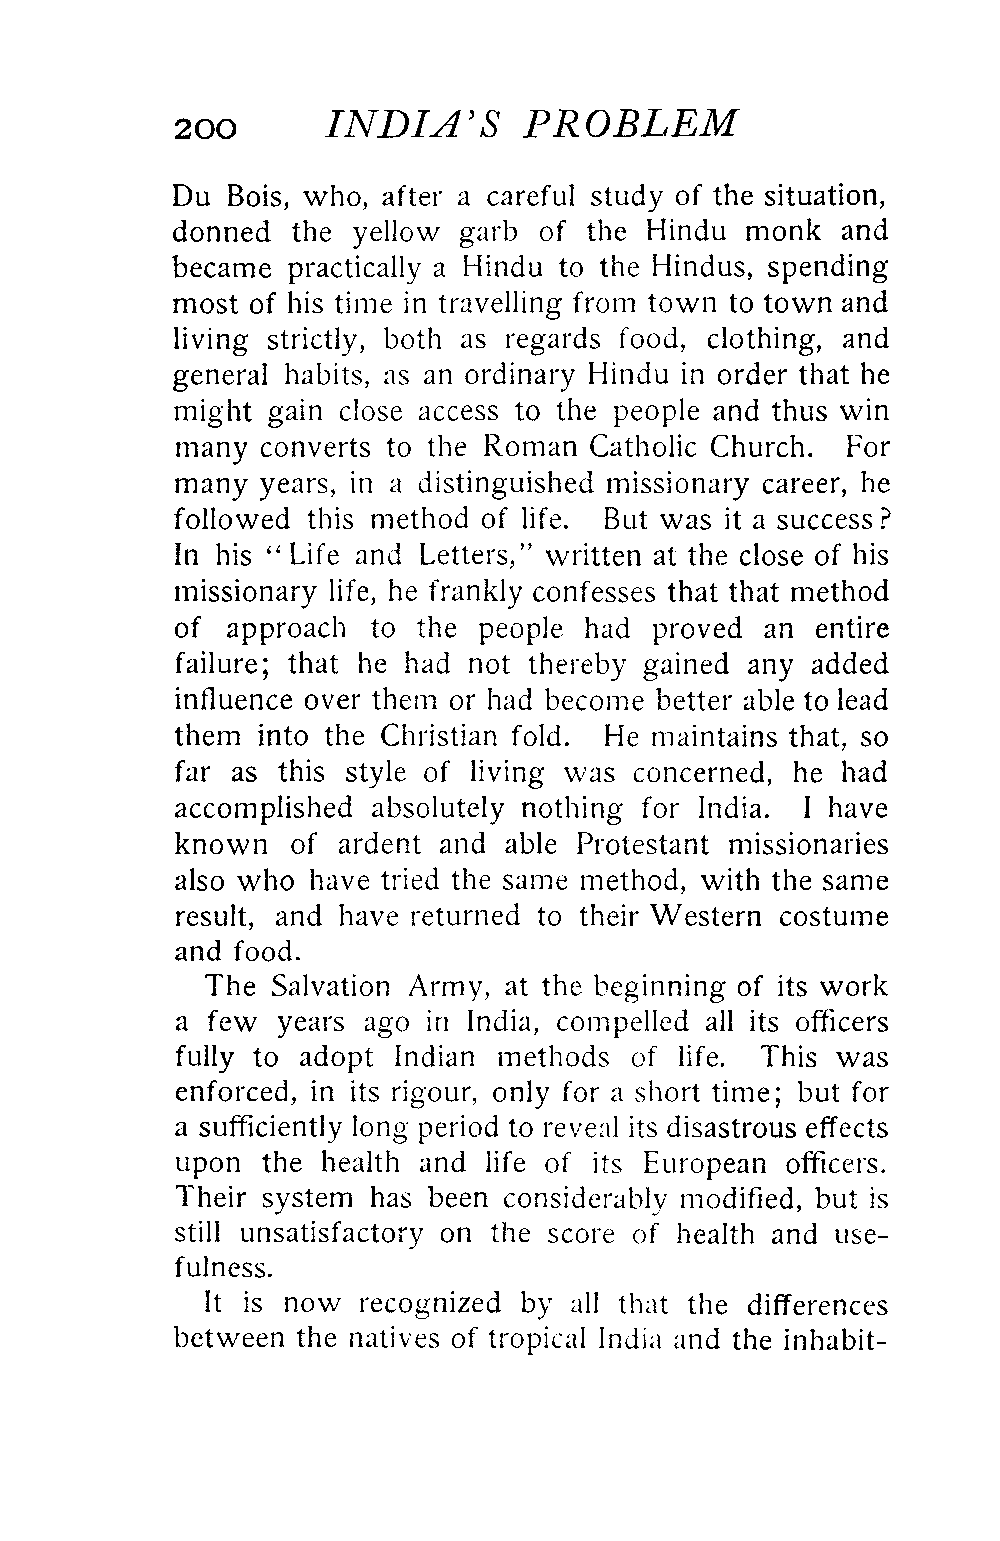 200 INDIA'S PROBLEM
Du Bois, who, after a careful study of the situation,
donned the yellow garb of the Hindu monk and
became practically a Hindu to the Hindus, spending
most of his time in travelling from town to town and
living strictly, both as regards food, clothing, and
general habits, as an ordinary Hindu in order that he
might gain close access to the people and thus win
many converts to the Roman Catholic Church. For
many years, in a distinguished missionary career, he
followed this method of life. But was it a success?
In his “Life and Letters,” written at the close of his
missionary life, he frankly confesses that that method
of approach to the people had proved an entire
failure; that he had not thereby gained any added
influence over them or had become better able to lead
them into the Christian fold. He maintains that, so
far as this style of living was concerned, he had
accomplished absolutely nothing for India. I have
known of ardent and able Protestant missionaries
also who have tried the same method, with the same
result, and have returned to their Western costume
and food.
The Salvation Army, at the beginning of its work
a few years ago in India, compelled all its officers
fully to adopt Indian methods of life. This was
enforced, in its rigour, only for a short time; but for
a sufficiently long period to reveal its disastrous effects
upon the health and life of its European officers.
Their system has been considerably modified, but is
still unsatisfactory on the score of health and use-
fulness.
It is now recognized by all that the differences
between the natives of tropical India and the inhabit-